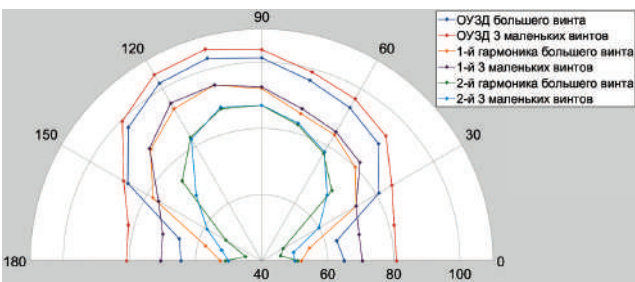 90
120
60
150
30
180
0
40
60
80
100
ОУЗД большего винта
ОУЗД 3 маленьких винтов
1-й гармоника большего винта
1-й 3 маленьких винтов
2-й гармоника большего винта
2-й 3 маленьких винтов